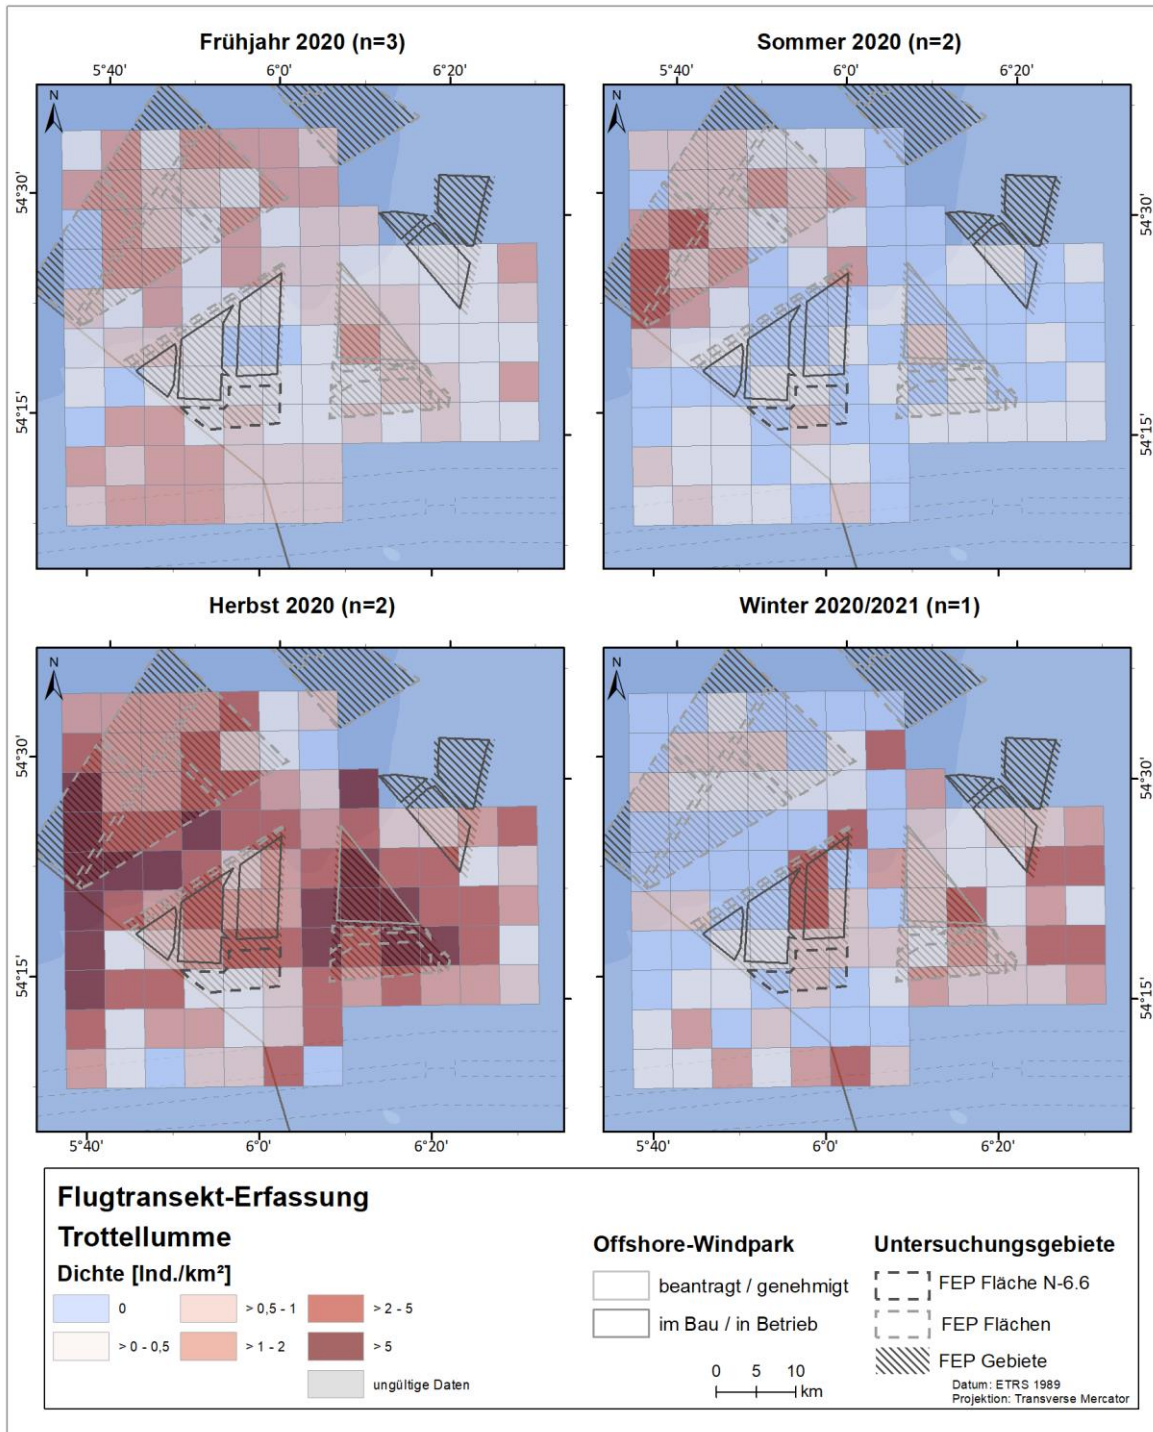 Frühjahr 2020 (n=3)
Sommer 2020 (n=2)
5°40' 6°0' 6°20'
5°40' 6°0' 6°20'
N
N
54°30'
54°30'
54°15'
54°15'
Herbst 2020 (n=2)
Winter 2020/2021 (n=1)
N
N
54°30'
54°30'
54°15'
54°15'
5°40' 6°0' 6°20'
5°40' 6°0' 6°20'
Flugtransekt-Erfassung
Trottellumme
Dichte [Ind./km²]
0
> 0 - 0,5
> 0,5 - 1
> 1 - 2
> 2 - 5
> 5
ungültige Daten
Offshore-Windpark
beantragt / genehmigt
im Bau / in Betrieb
0 5 10
km
Untersuchungsgebiete
FEP Fläche N-6.6
FEP Flächen
FEP Gebiete
Datum: ETRS 1989
Projektion: Transverse Mercator